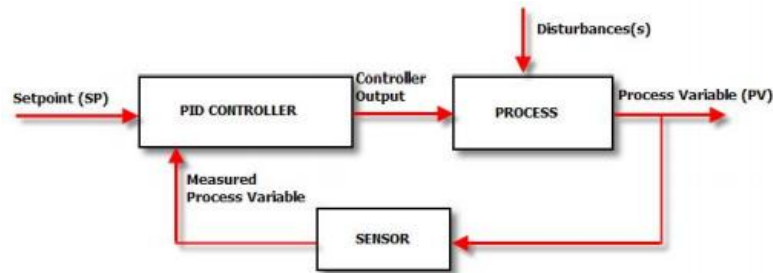 Disturbances(s)
Setpoint (SP)
PID CONTROLLER
Controller
Output
PROCESS
Process Variable (PV)
Measured
Process Variable
SENSOR